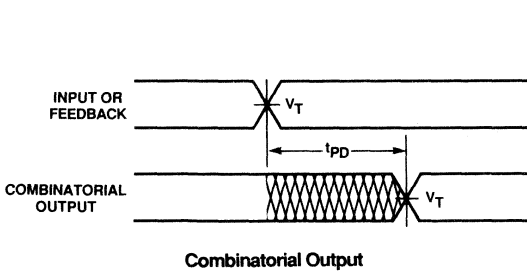 INPUT OR
FEEDBACK
VT
tPD
COMBINATORIAL
OUTPUT
VT
Combinatorial Output